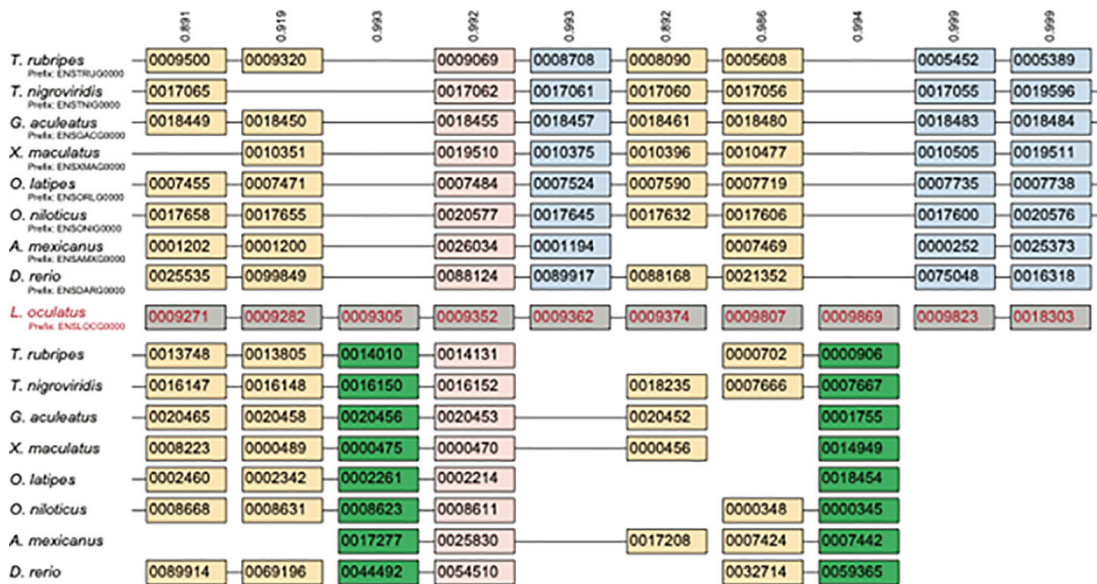 0.891 0.919 0.993 0.992 0.993 0.892 0.986 0.994 0.999 0.999
T. rubripes 0009500 0009320 0009069 0008708 0008090 0005608 0005452 0005389
Prefix: ENSTRUG0000
T. nigroviridis 0017065 0017062 0017061 0017060 0017056 0017055 0019596
Prefix: ENSTNIG0000
G. aculeatus 0018449 0018450 0018455 0018457 0018461 0018480 0018483 0018484
Prefix: ENSGACG0000
X. maculatus 0010351 0019510 0010375 0010396 0010477 0010505 0019511
Prefix: ENSXMAG0000
O. latipes 0007455 0007471 0007484 0007524 0007590 0007719 0007735 0007738
Prefix: ENSORLG0000
O. niloticus 0017658 0017655 0020577 0017645 0017632 0017606 0017600 0020576
Prefix: ENSONIG0000
A. mexicanus 0001202 0001200 0026034 0001194 0007469 0000252 0025373
Prefix: ENSAMXG0000
D. rerio 0025535 0099849 0088124 0089917 0088168 0021352 0075048 0016318
Prefix: ENSDARG0000
L. oculatus 0009271 0009282 0009305 0009352 0009362 0009374 0009807 0009869 0009823 0018303
Prefix: ENSLOCG0000
T. rubripes 0013748 0013805 0014010 0014131 0000702 0000906
T. nigroviridis 0016147 0016148 0016150 0016152 0018235 0007666 0007667
G. aculeatus 0020465 0020458 0020456 0020453 0020452 0001755
X. maculatus 0008223 0000489 0000475 0000470 0000456 0014949
O. latipes 0002460 0002342 0002261 0002214 0018454
O. niloticus 0008668 0008631 0008623 0008611 0000348 0000345
A. mexicanus 0017277 0025830 0017208 0007424 0007442
D. rerio 0089914 0069196 0044492 0054510 0032714 0059365